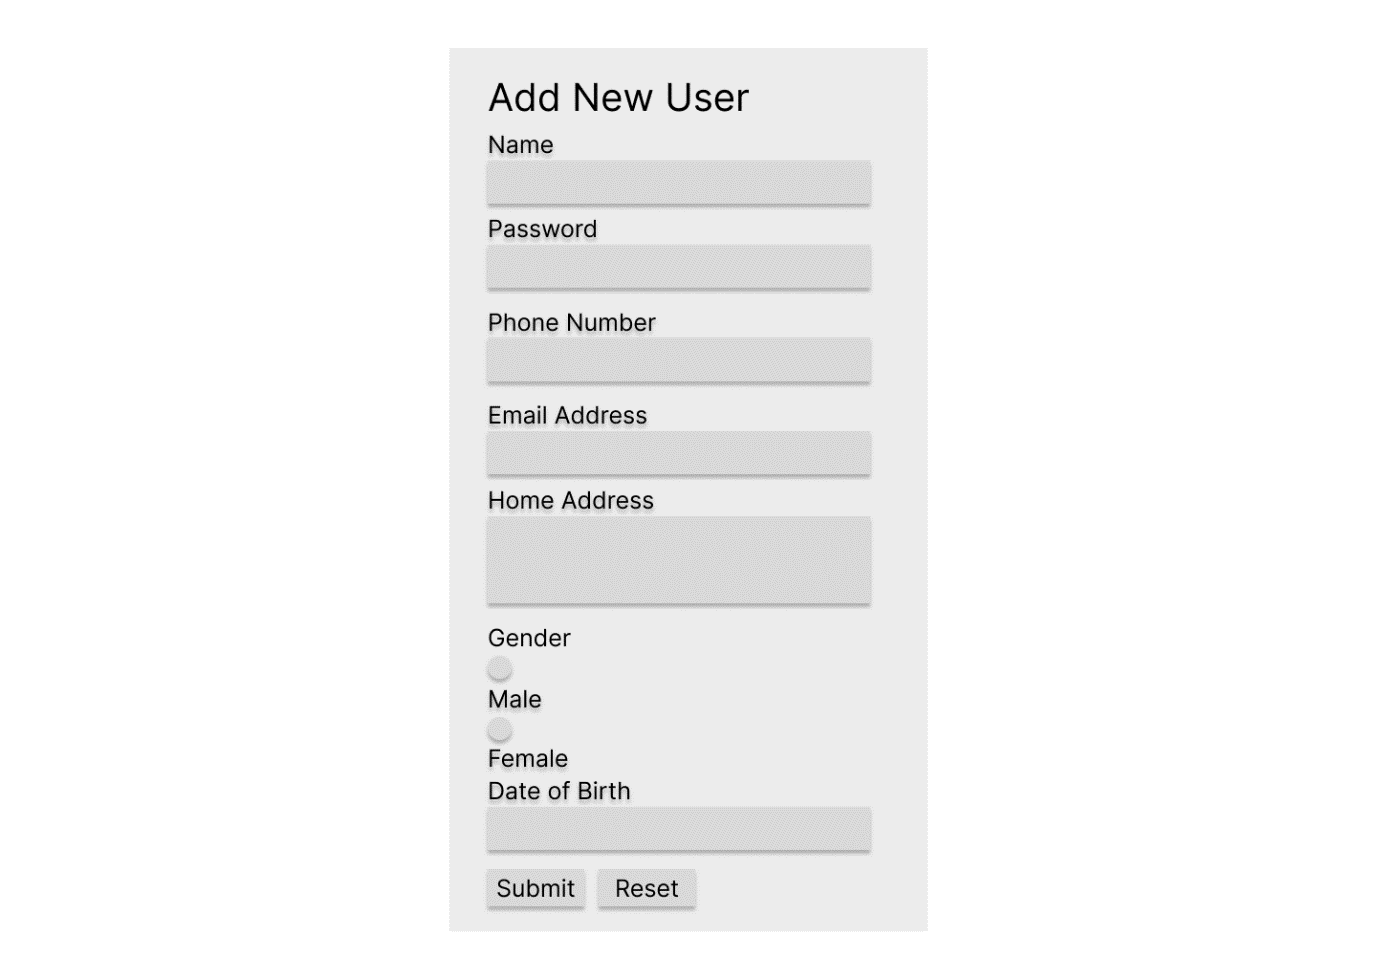 Add New User
Name
Password
Phone Number
Email Address
Home Address
Gender
Male
Female
Date of Birth
Submit Reset